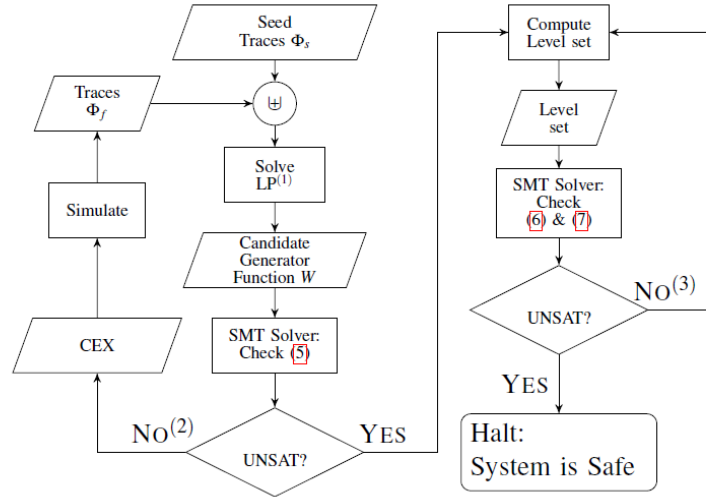 Seed
Traces Φₛ
Traces
Φ_f
⊎
Solve
LP⁽¹⁾
Simulate
Candidate
Generator
Function W
CEX
SMT Solver:
Check (5)
UNSAT?
NO⁽²⁾
YES
Compute
Level set
Level
set
SMT Solver:
Check
(6) & (7)
UNSAT?
NO⁽³⁾
YES
Halt:
System is Safe